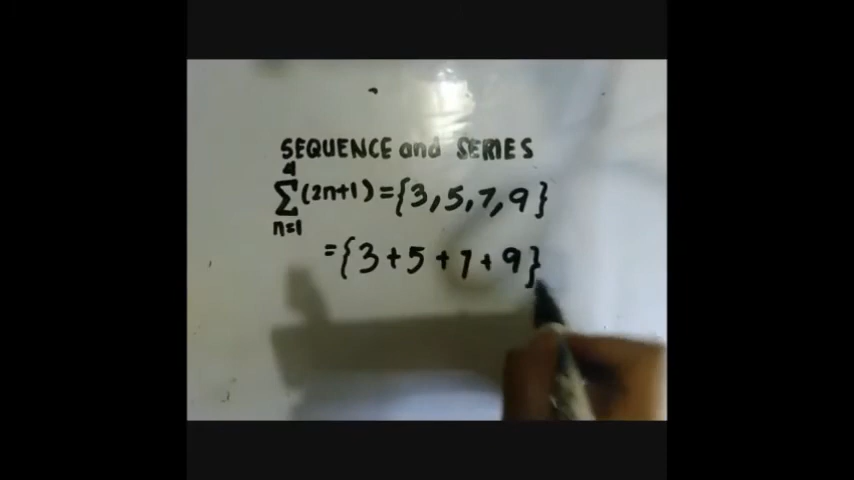 SEQUENCE and SERIES
4
Σ(2n+1)={3,5,7,9}
n=1
={3+5+7+9}